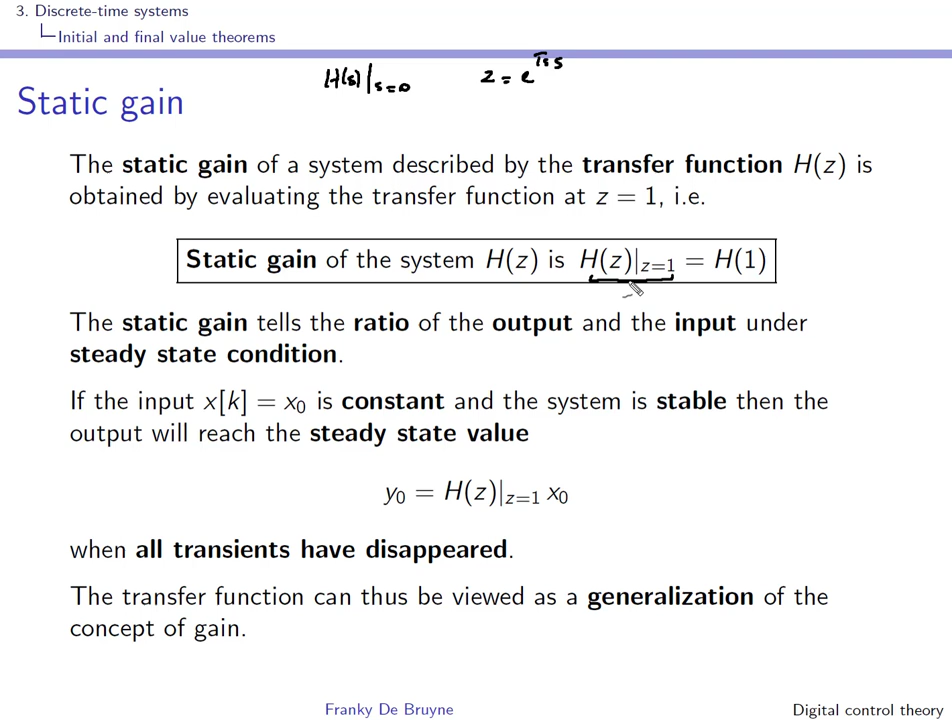 3. Discrete-time systems
Initial and final value theorems
H(s)|s=0 z = e^Ts s
Static gain
The static gain of a system described by the transfer function H(z) is
obtained by evaluating the transfer function at z = 1, i.e.
Static gain of the system H(z) is H(z)|z=1 = H(1)
The static gain tells the ratio of the output and the input under
steady state condition.
If the input x[k] = x₀ is constant and the system is stable then the
output will reach the steady state value
y₀ = H(z)|z=1 x₀
when all transients have disappeared.
The transfer function can thus be viewed as a generalization of the
concept of gain.
Franky De Bruyne Digital control theory